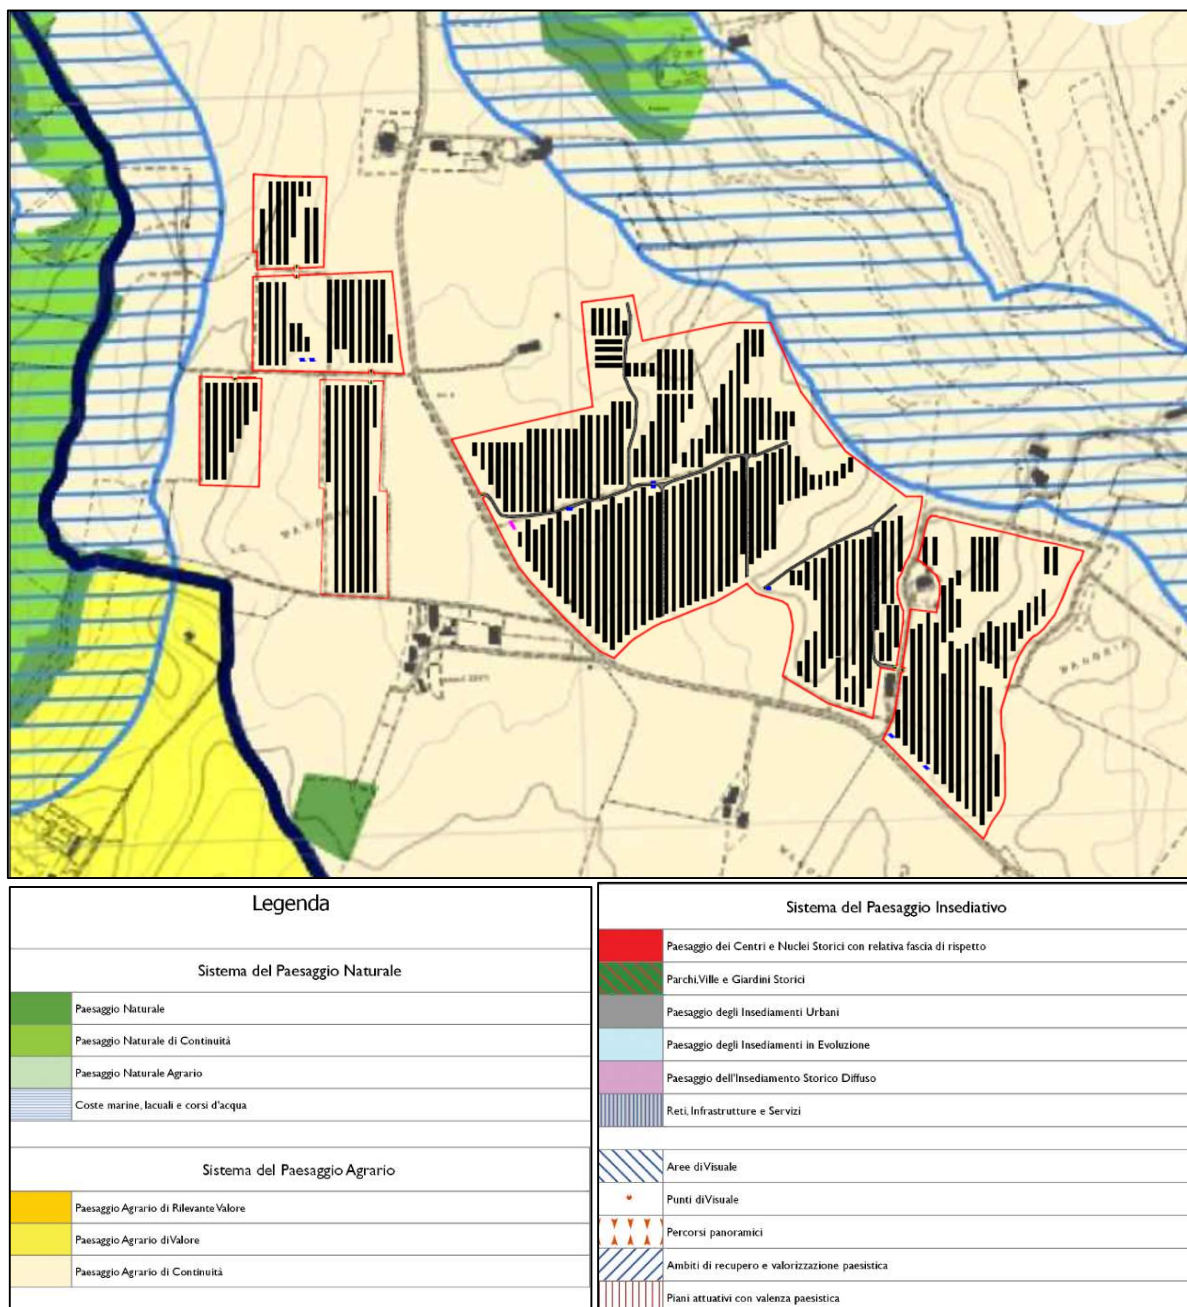 MANDRIA
Legenda
Sistema del Paesaggio Naturale
Paesaggio Naturale
Paesaggio Naturale di Continuità
Paesaggio Naturale Agrario
Coste marine, lacuali e corsi d'acqua
Sistema del Paesaggio Agrario
Paesaggio Agrario di Rilevante Valore
Paesaggio Agrario di Valore
Paesaggio Agrario di Continuità
Sistema del Paesaggio Insediativo
Paesaggio dei Centri e Nuclei Storici con relativa fascia di rispetto
Parchi, Ville e Giardini Storici
Paesaggio degli Insediamenti Urbani
Paesaggio degli Insediamenti in Evoluzione
Paesaggio dell'Insediamento Storico Diffuso
Reti, Infrastrutture e Servizi
Aree di Visuale
Punti di Visuale
Percorsi panoramici
Ambiti di recupero e valorizzazione paesistica
Piani attuativi con valenza paesistica